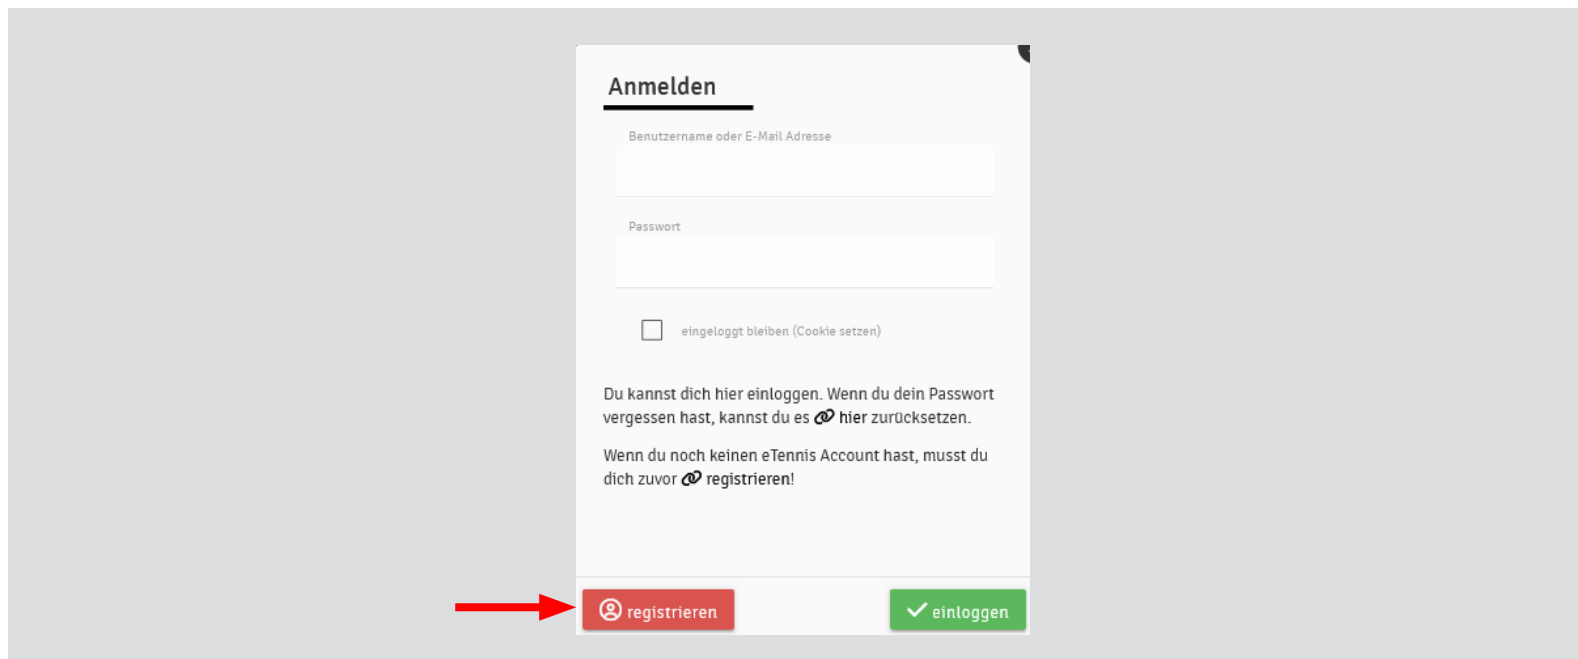 Anmelden
Benutzername oder E-Mail Adresse
Passwort
eingeloggt bleiben (Cookie setzen)
Du kannst dich hier einloggen. Wenn du dein Passwort
vergessen hast, kannst du es hier zurücksetzen.
Wenn du noch keinen eTennis Account hast, musst du
dich zuvor registrieren!
registrieren
einloggen